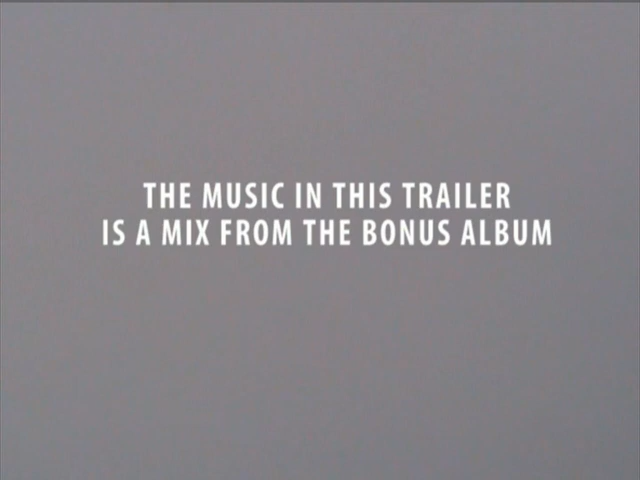 THE MUSIC IN THIS TRAILER
IS A MIX FROM THE BONUS ALBUM